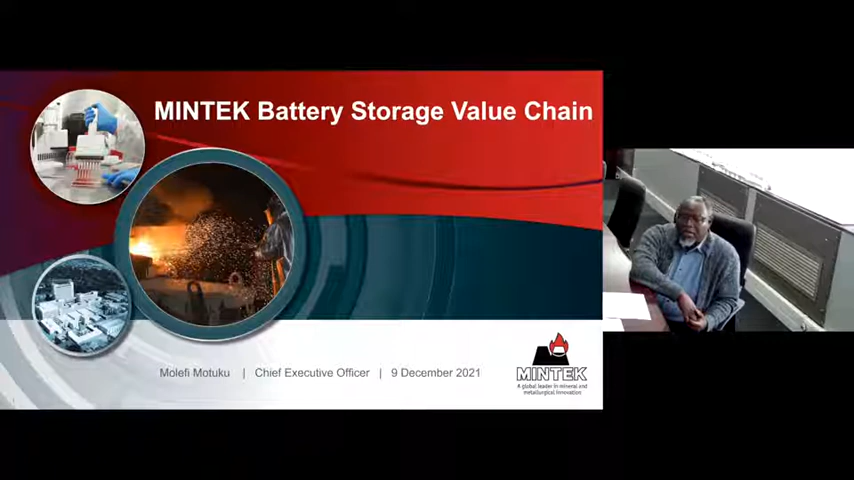 MINTEK Battery Storage Value Chain
Molefi Motuku | Chief Executive Officer | 9 December 2021
MINTEK
A global leader in mineral and
metallurgical innovation